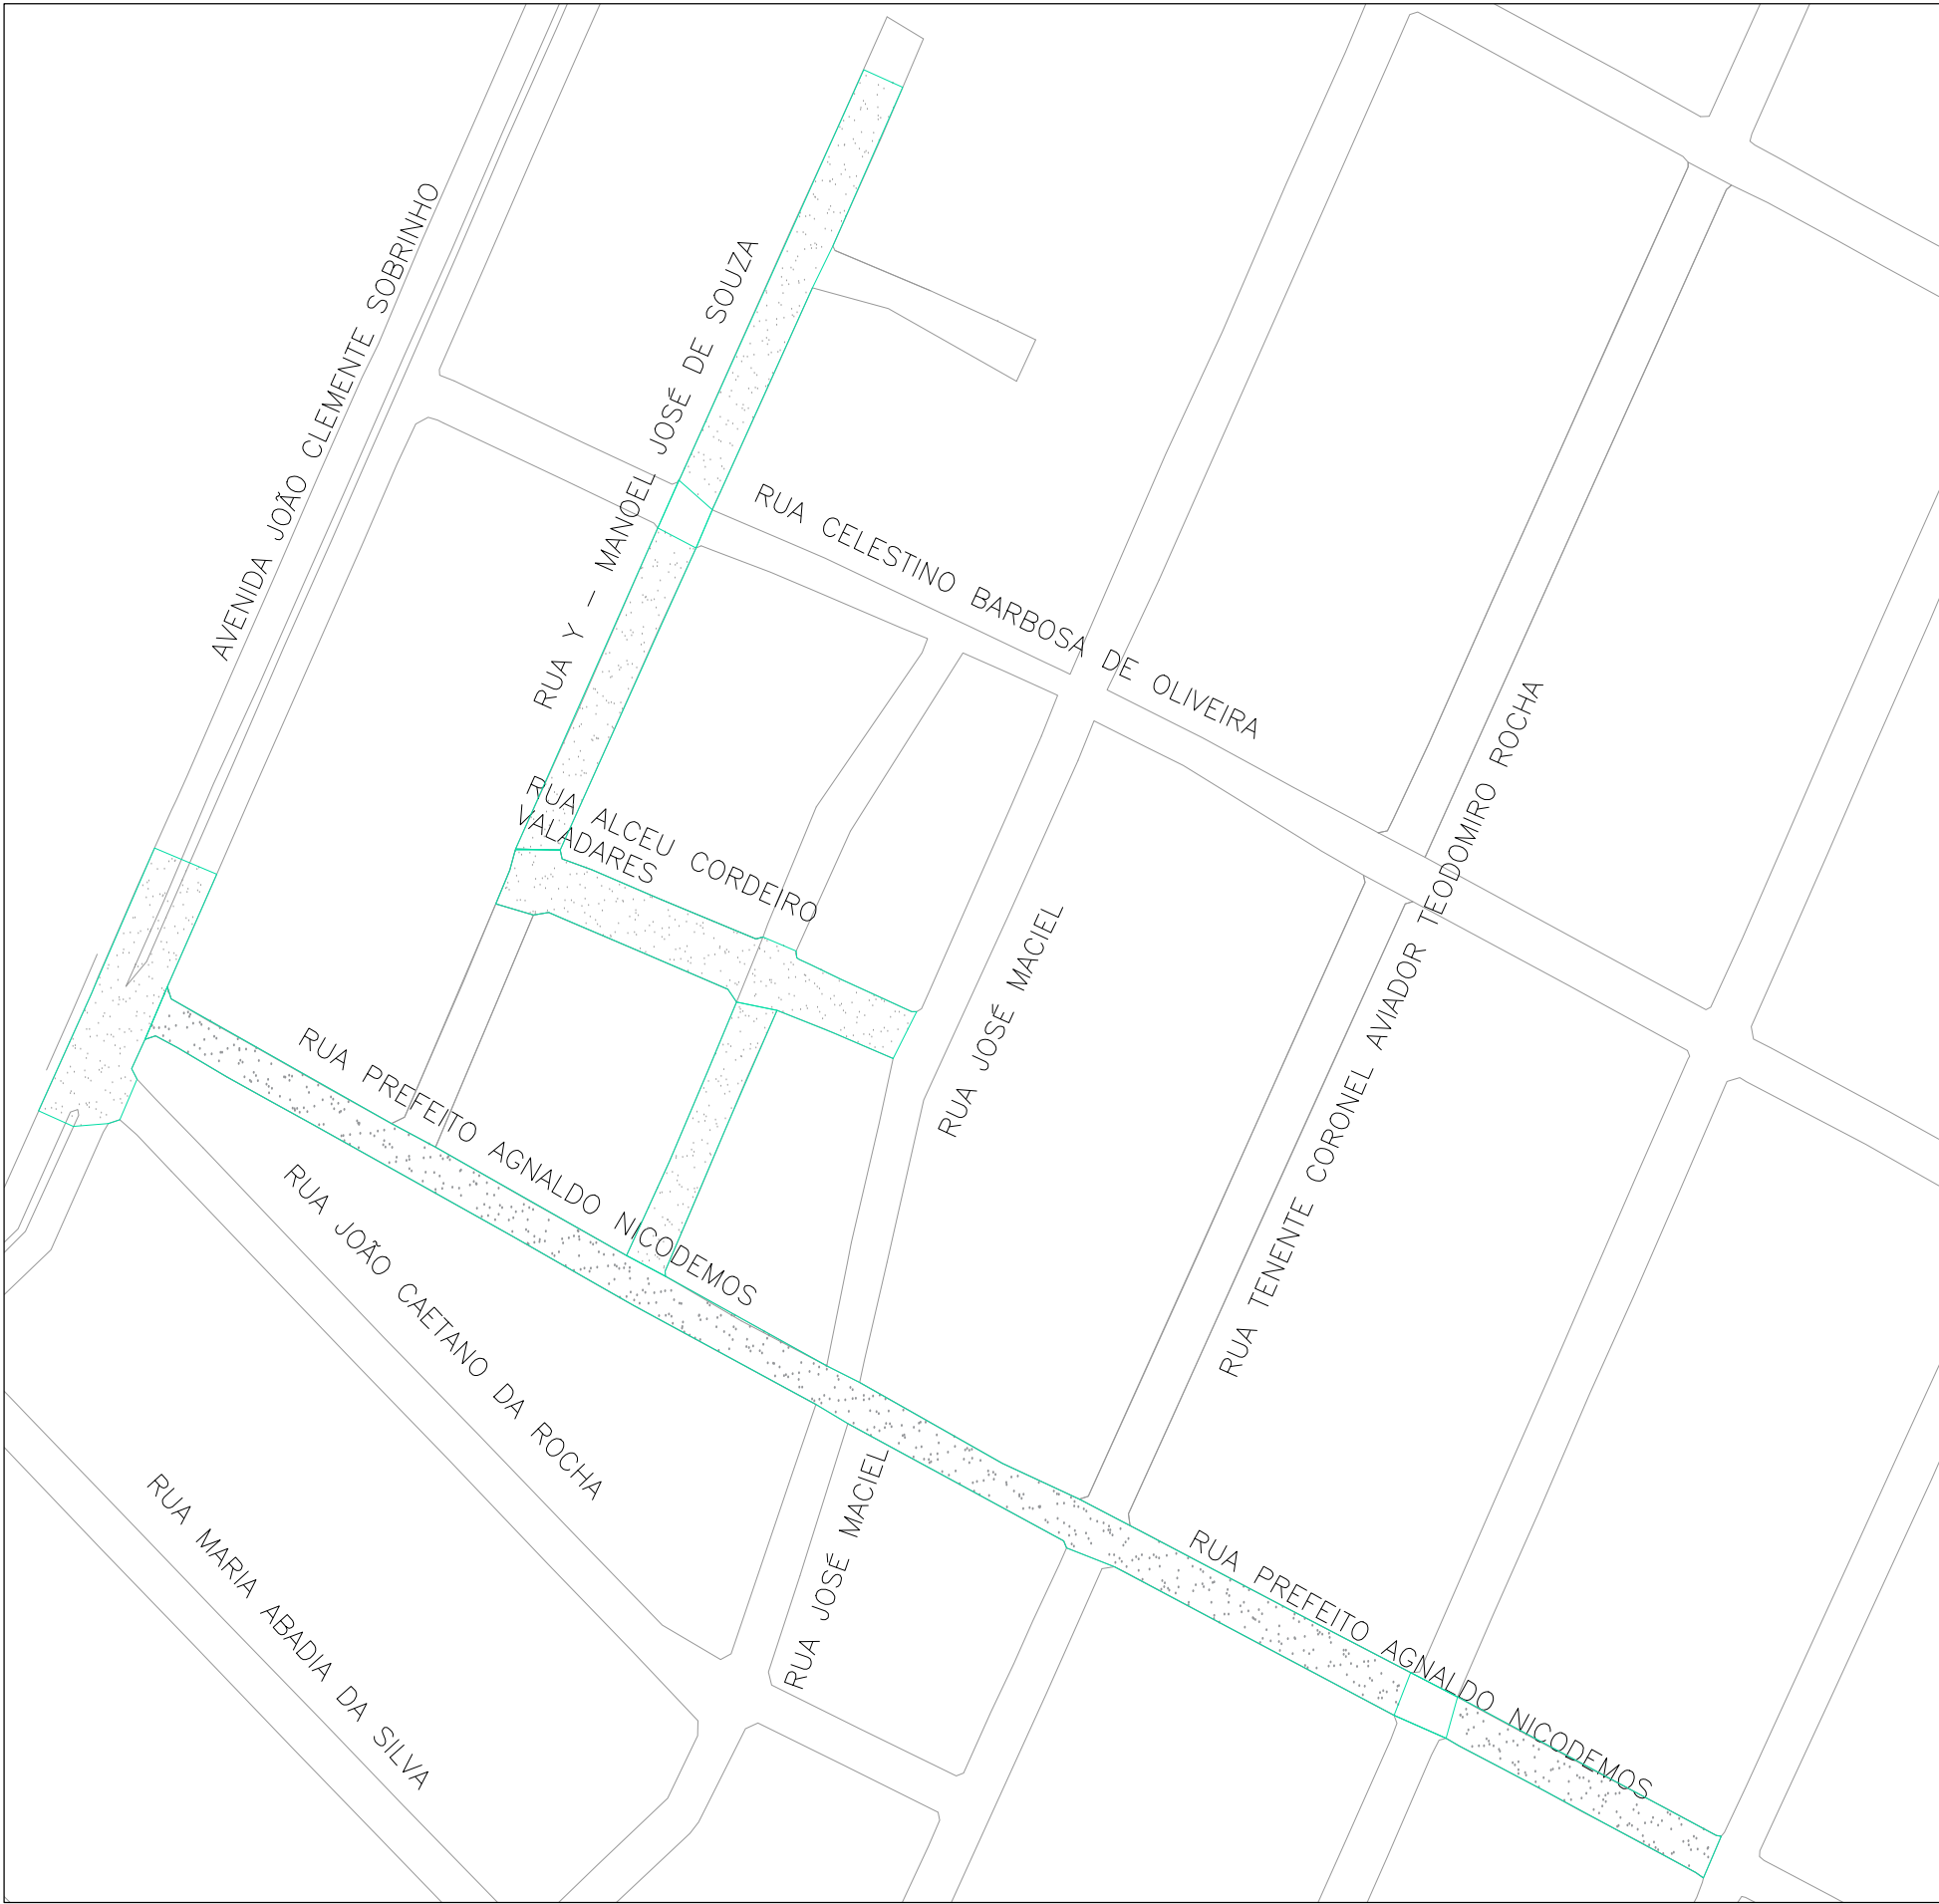 AVENIDA JOÃO CLEMENTE SOBRINHO
RUA Y - MANOEL JOSÉ DE SOUZA
RUA CELESTINO BARBOSA DE OLIVEIRA
RUA ALCEU CORDEIRO
VALADARES
RUA JOSÉ MACIEL
RUA TENENTE CORONEL AVIADOR TEODOMIRO ROCHA
RUA PREFEITO AGNALDO NICODEMOS
RUA JOÃO CAETANO DA ROCHA
RUA MARIA ABADIA DA SILVA
RUA JOSÉ MACIEL
RUA PREFEITO AGNALDO NICODEMOS